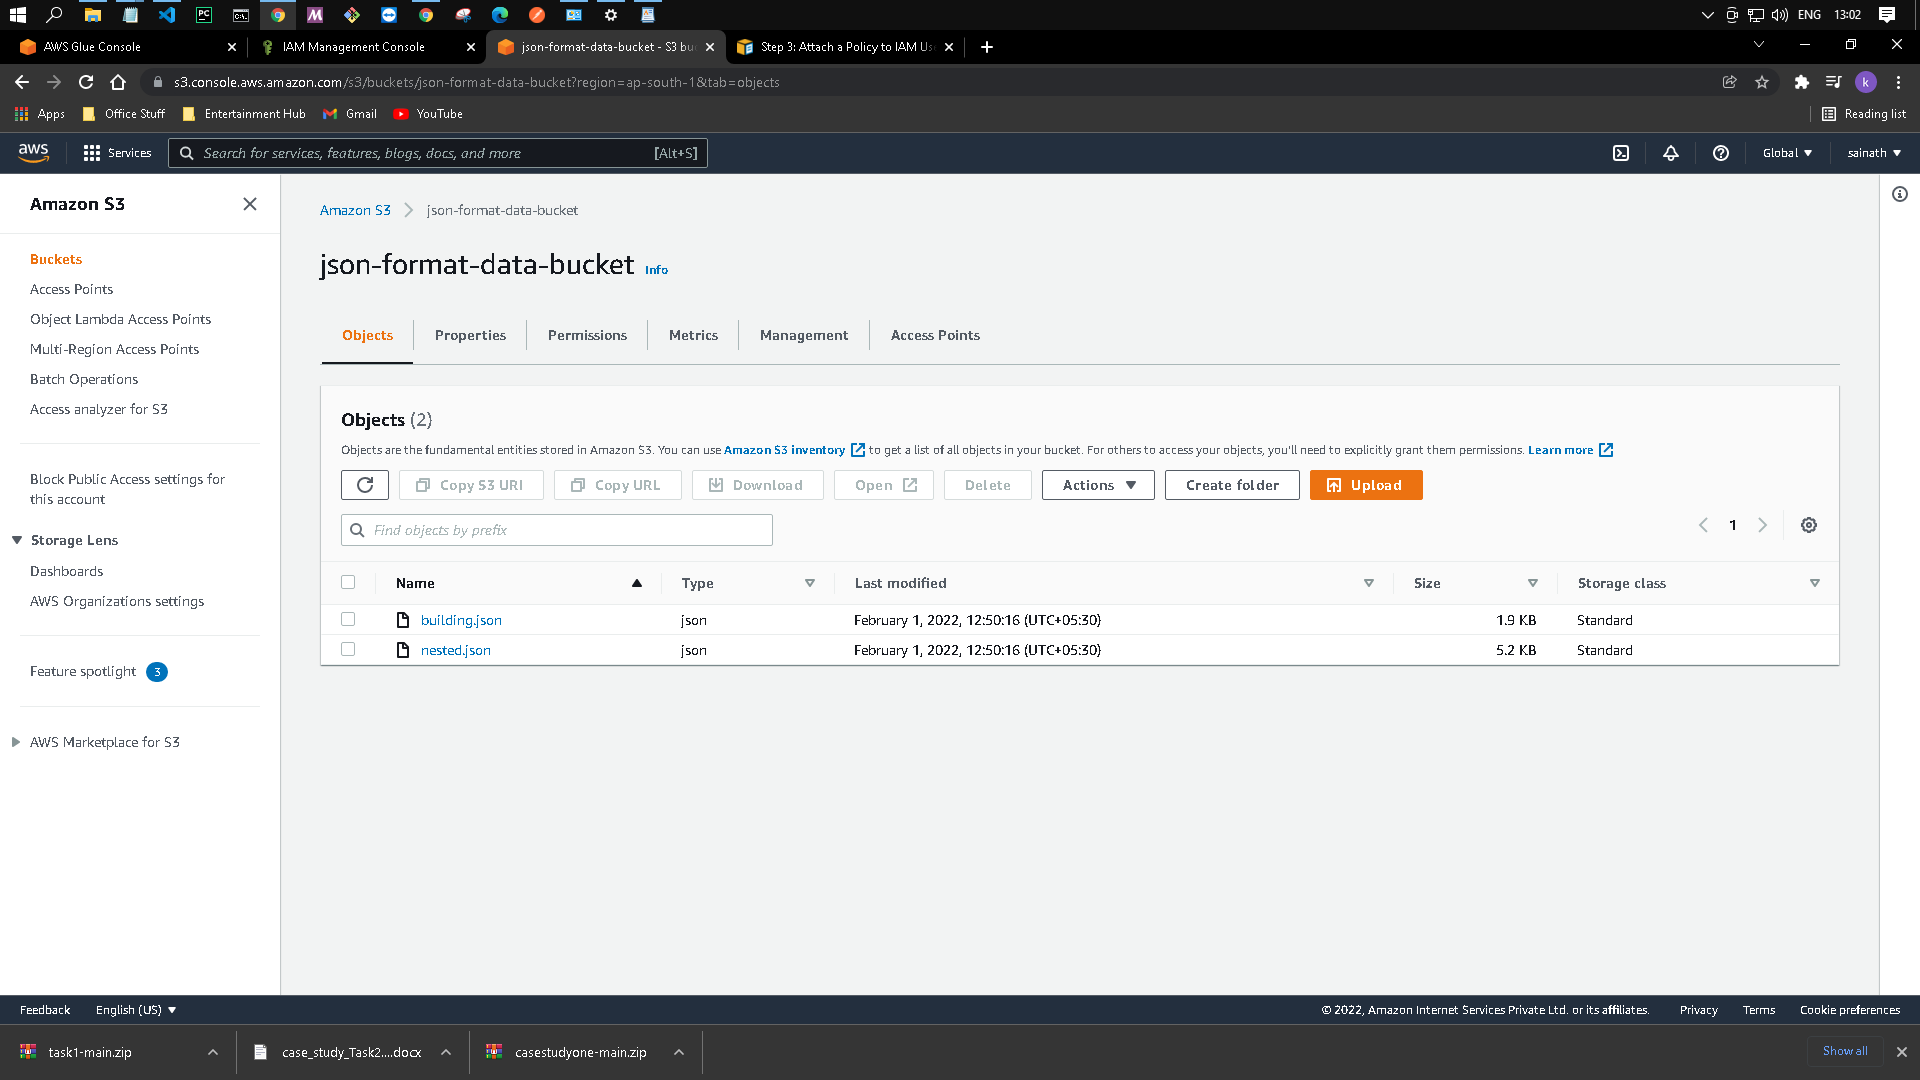 ENG 13:02
AWS Glue Console
IAM Management Console
json-format-data-bucket - S3 bu
Step 3: Attach a Policy to IAM Us
s3.console.aws.amazon.com/s3/buckets/json-format-data-bucket?region=ap-south-1&tab=objects
k
Apps Office Stuff Entertainment Hub Gmail YouTube Reading list
aws Services Search for services, features, blogs, docs, and more [Alt+S] Global sainath
Amazon S3
Buckets
Access Points
Object Lambda Access Points
Multi-Region Access Points
Batch Operations
Access analyzer for S3
Block Public Access settings for
this account
Storage Lens
Dashboards
AWS Organizations settings
Feature spotlight 3
AWS Marketplace for S3
Amazon S3 json-format-data-bucket
json-format-data-bucket Info
Objects Properties Permissions Metrics Management Access Points
Objects (2)
Objects are the fundamental entities stored in Amazon S3. You can use Amazon S3 inventory to get a list of all objects in your bucket. For others to access your objects, you'll need to explicitly grant them permissions. Learn more
Copy S3 URI Copy URL Download Open Delete Actions Create folder Upload
Find objects by prefix 1
Name Type Last modified Size Storage class
building.json json February 1, 2022, 12:50:16 (UTC+05:30) 1.9 KB Standard
nested.json json February 1, 2022, 12:50:16 (UTC+05:30) 5.2 KB Standard
Feedback English (US) © 2022, Amazon Internet Services Private Ltd. or its affiliates. Privacy Terms Cookie preferences
task1-main.zip case_study_Task2....docx casestudyone-main.zip Show all